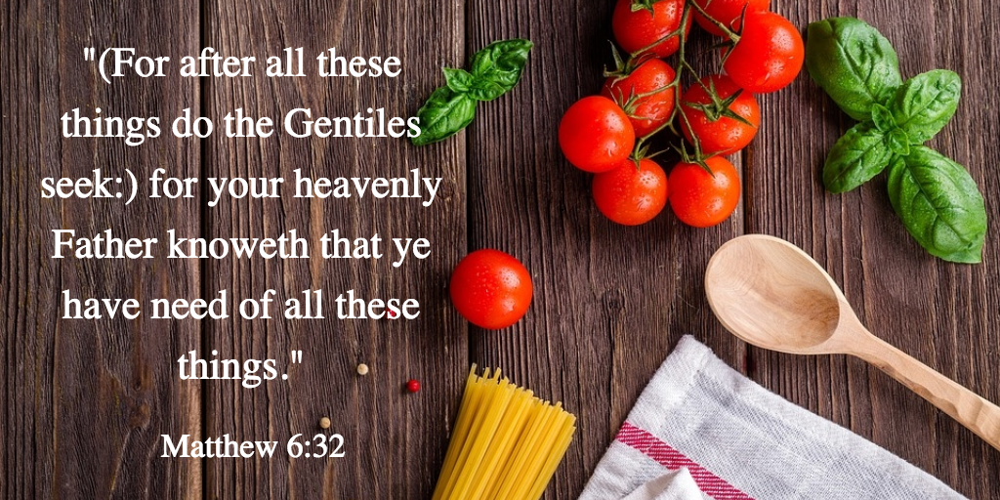 "(For after all these
things do the Gentiles
seek:) for your heavenly
Father knoweth that ye
have need of all these
things."
Matthew 6:32